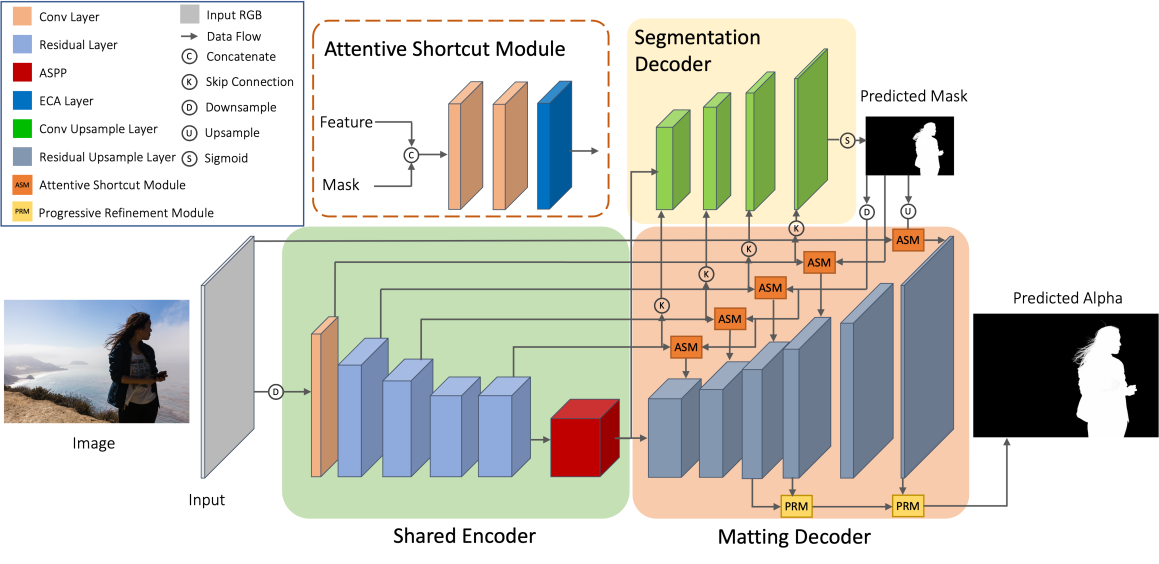 Conv Layer
Residual Layer
ASPP
ECA Layer
Conv Upsample Layer
Residual Upsample Layer
ASM Attentive Shortcut Module
PRM Progressive Refinement Module
Input RGB
Data Flow
C Concatenate
K Skip Connection
D Downsample
U Upsample
S Sigmoid
Attentive Shortcut Module
Feature
C
Mask
Segmentation
Decoder
S
Predicted Mask
D
U
K
K
K
K
ASM
ASM
ASM
ASM
ASM
Image
Input
D
Predicted Alpha
PRM
PRM
Shared Encoder
Matting Decoder